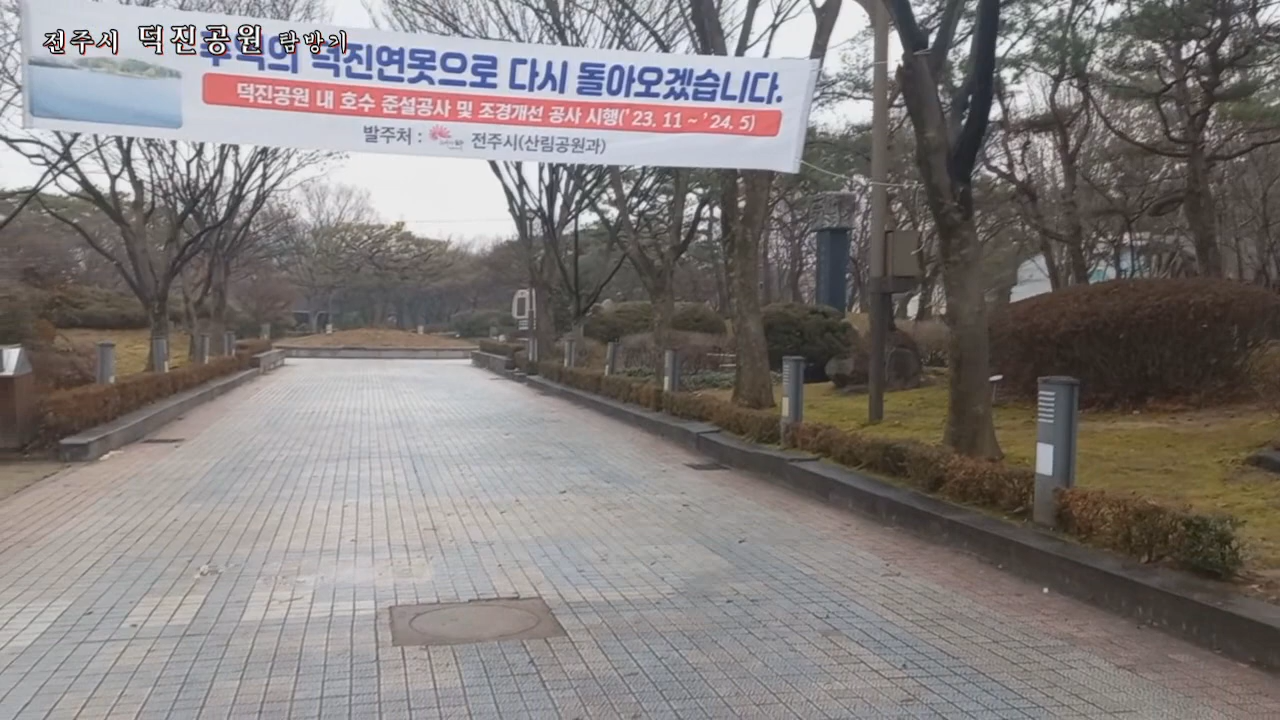 전주시 덕진공원 탐방기
추억의 덕진연못으로 다시 돌아오겠습니다.
덕진공원 내 호수 준설공사 및 조경개선 공사 시행('23. 11 ~ '24. 5)
발주처 : 전주시(산림공원과)